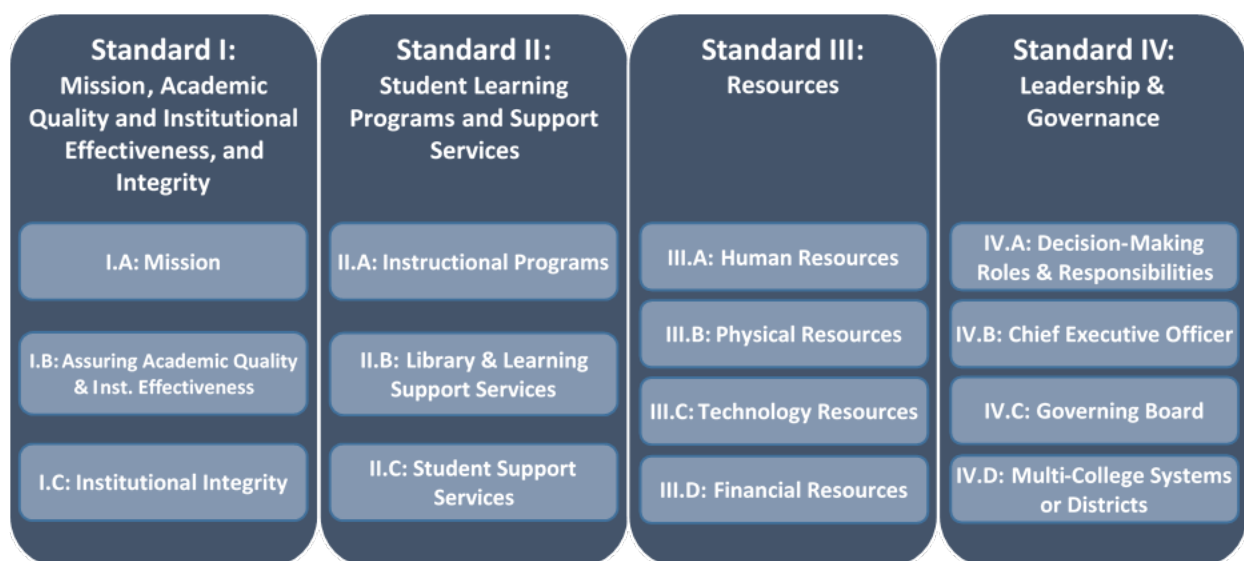 Standard I:
Mission, Academic
Quality and Institutional
Effectiveness, and
Integrity
I.A: Mission
I.B: Assuring Academic Quality
& Inst. Effectiveness
I.C: Institutional Integrity
Standard II:
Student Learning
Programs and Support
Services
II.A: Instructional Programs
II.B: Library & Learning
Support Services
II.C: Student Support
Services
Standard III:
Resources
III.A: Human Resources
III.B: Physical Resources
III.C: Technology Resources
III.D: Financial Resources
Standard IV:
Leadership &
Governance
IV.A: Decision-Making
Roles & Responsibilities
IV.B: Chief Executive Officer
IV.C: Governing Board
IV.D: Multi-College Systems
or Districts